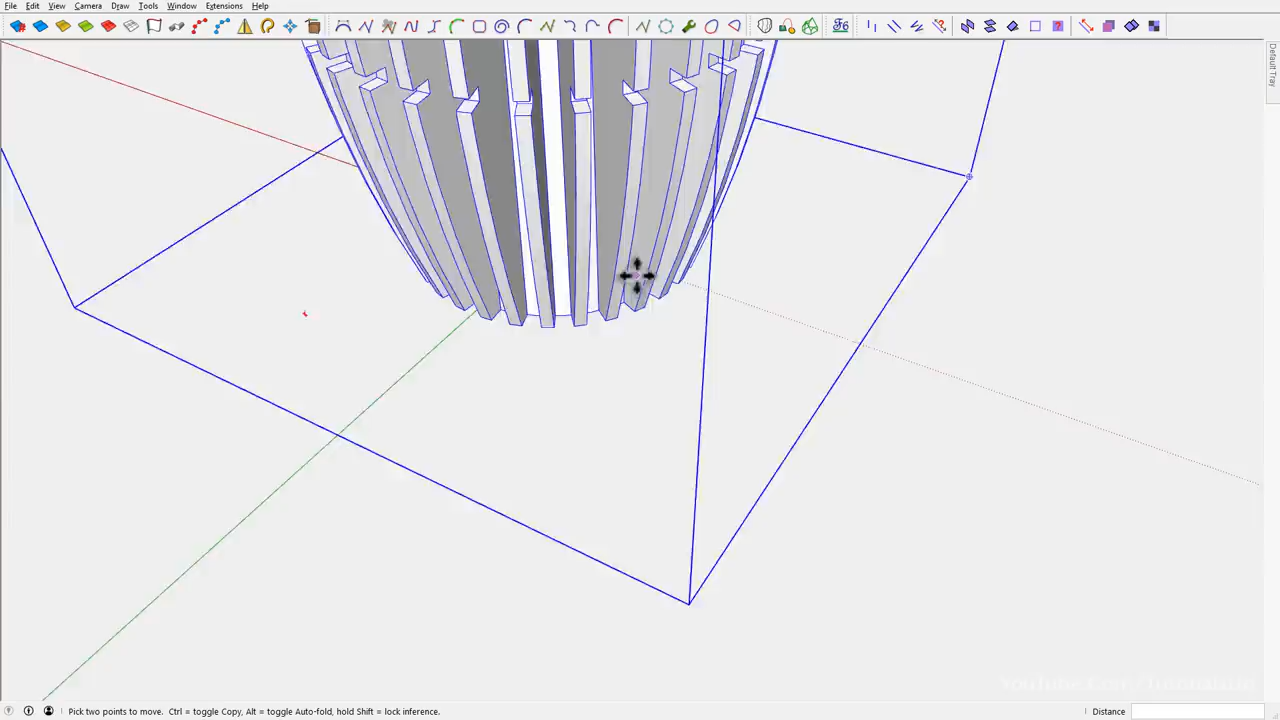 File Edit View Camera Draw Tools Window Extensions Help
Default Tray
Pick two points to move. Ctrl = toggle Copy, Alt = toggle Auto-fold, hold Shift = lock inference.
Distance